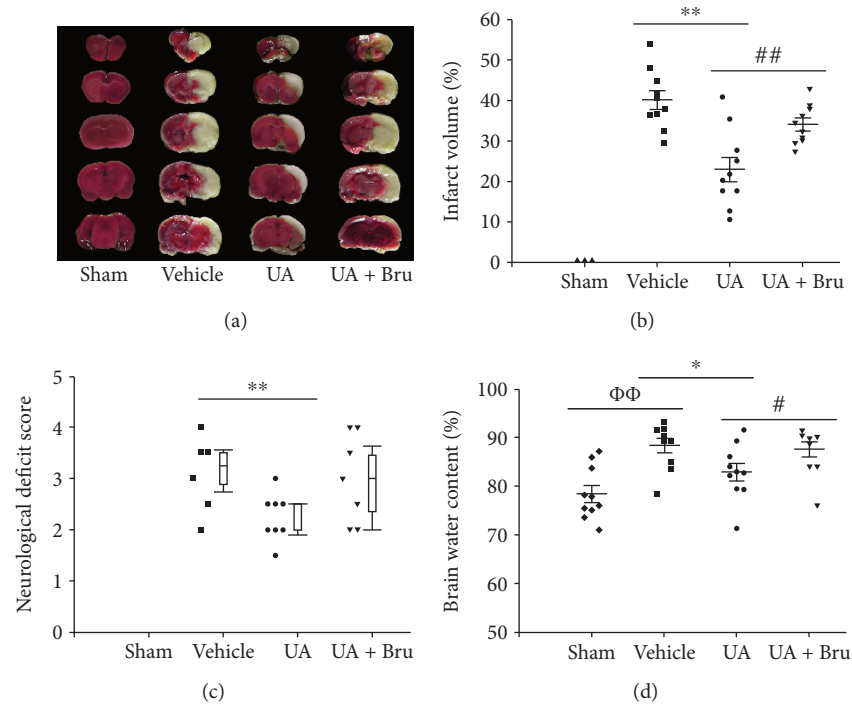 Sham Vehicle UA UA + Bru
(a)
Infarct volume (%)
60
50
40
30
20
10
0
**
##
Sham Vehicle UA UA + Bru
(b)
Neurological deficit score
5
4
3
2
1
0
**
Sham Vehicle UA UA + Bru
(c)
Brain water content (%)
100
90
80
70
60
50
*
ΦΦ
#
Sham Vehicle UA UA + Bru
(d)